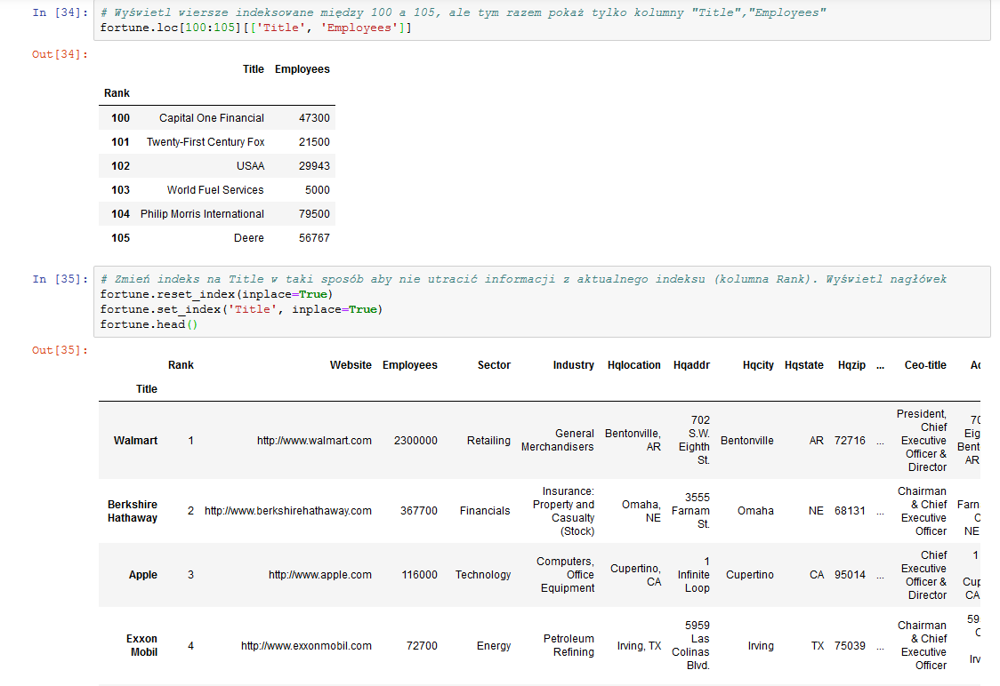 In [34]: # Wyświetl wiersze indeksowane między 100 a 105, ale tym razem pokaż tylko kolumny "Title","Employees"
fortune.loc[100:105][['Title', 'Employees']]
Out[34]:
Title Employees
Rank
100 Capital One Financial 47300
101 Twenty-First Century Fox 21500
102 USAA 29943
103 World Fuel Services 5000
104 Philip Morris International 79500
105 Deere 56767
In [35]: # Zmień indeks na Title w taki sposób aby nie utracić informacji z aktualnego indeksu (kolumna Rank). Wyświetl nagłówek
fortune.reset_index(inplace=True)
fortune.set_index('Title', inplace=True)
fortune.head()
Out[35]:
Rank Website Employees Sector Industry Hqlocation Hqaddr Hqcity Hqstate Hqzip ... Ceo-title
Title
Walmart 1 http://www.walmart.com 2300000 Retailing General Merchandisers Bentonville, AR 702 S.W. Eighth St. Bentonville AR 72716 ... President, Chief Executive Officer & Director
Berkshire Hathaway 2 http://www.berkshirehathaway.com 367700 Financials Insurance: Property and Casualty (Stock) Omaha, NE 3555 Farnam St. Omaha NE 68131 ... Chairman & Chief Executive Officer
Apple 3 http://www.apple.com 116000 Technology Computers, Office Equipment Cupertino, CA 1 Infinite Loop Cupertino CA 95014 ... Chief Executive Officer & Director
Exxon Mobil 4 http://www.exxonmobil.com 72700 Energy Petroleum Refining Irving, TX 5959 Las Colinas Blvd. Irving TX 75039 ... Chairman & Chief Executive Officer